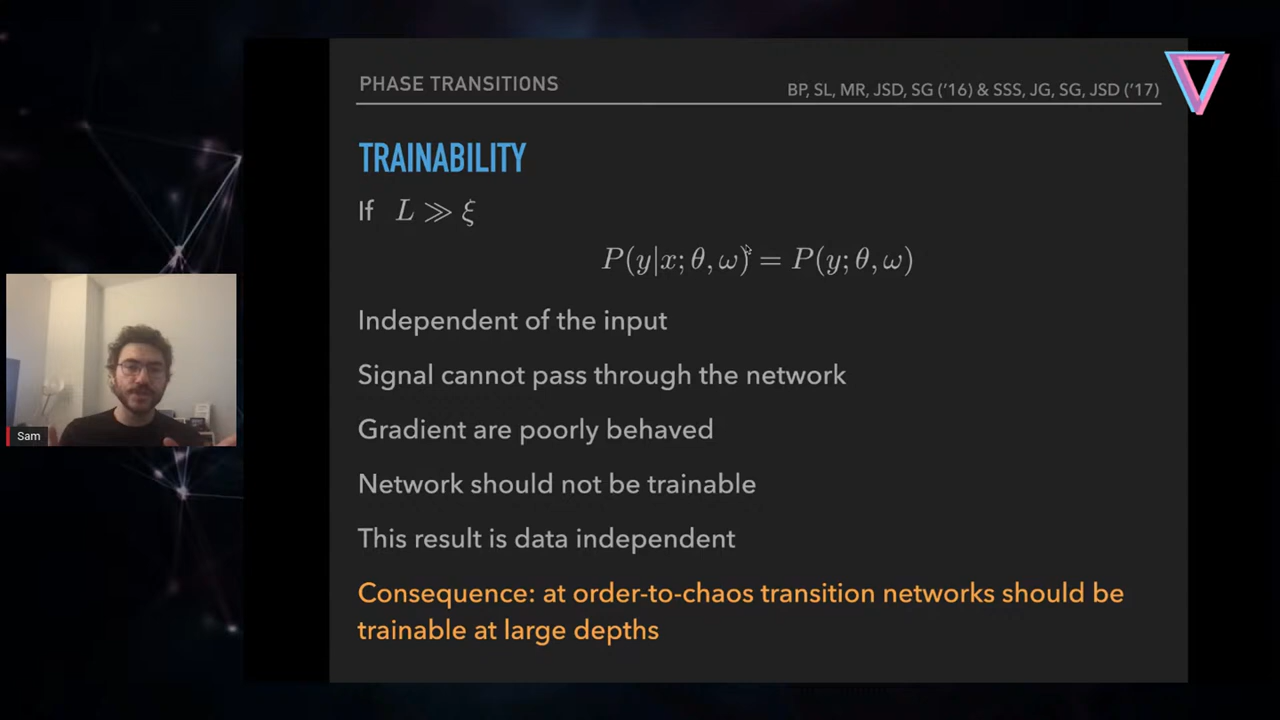 PHASE TRANSITIONS
BP, SL, MR, JSD, SG ('16) & SSS, JG, SG, JSD ('17)
TRAINABILITY
If L ≫ ξ
P(y|x; θ, ω) = P(y; θ, ω)
Independent of the input
Signal cannot pass through the network
Gradient are poorly behaved
Network should not be trainable
This result is data independent
Consequence: at order-to-chaos transition networks should be
trainable at large depths
Sam